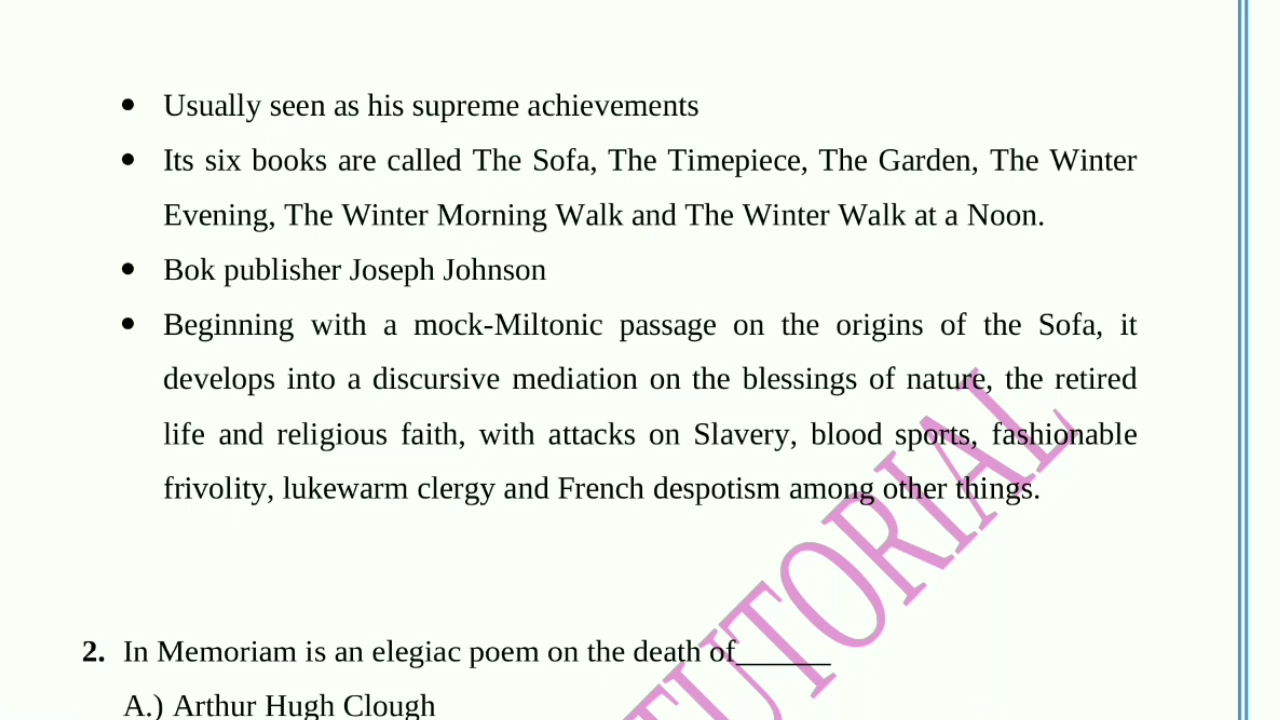 • Usually seen as his supreme achievements
• Its six books are called The Sofa, The Timepiece, The Garden, The Winter
Evening, The Winter Morning Walk and The Winter Walk at a Noon.
• Bok publisher Joseph Johnson
• Beginning with a mock-Miltonic passage on the origins of the Sofa, it
develops into a discursive mediation on the blessings of nature, the retired
life and religious faith, with attacks on Slavery, blood sports, fashionable
frivolity, lukewarm clergy and French despotism among other things.
2. In Memoriam is an elegiac poem on the death of______
A.) Arthur Hugh Clough
TUTORIAL